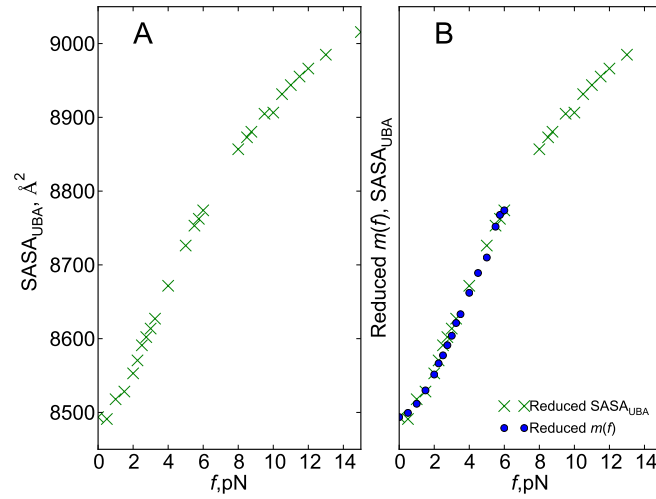 A
B
9000
8900
8800
8700
8600
8500
SASA_UBA, Å²
0 2 4 6 8 10 12 14
f,pN
Reduced m(f), SASA_UBA
Reduced SASA_UBA
Reduced m(f)
0 2 4 6 8 10 12 14
f,pN